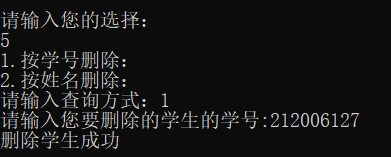 请输入您的选择：
5
1.按学号删除：
2.按姓名删除：
请输入查询方式：1
请输入您要删除的学生的学号:212006127
删除学生成功